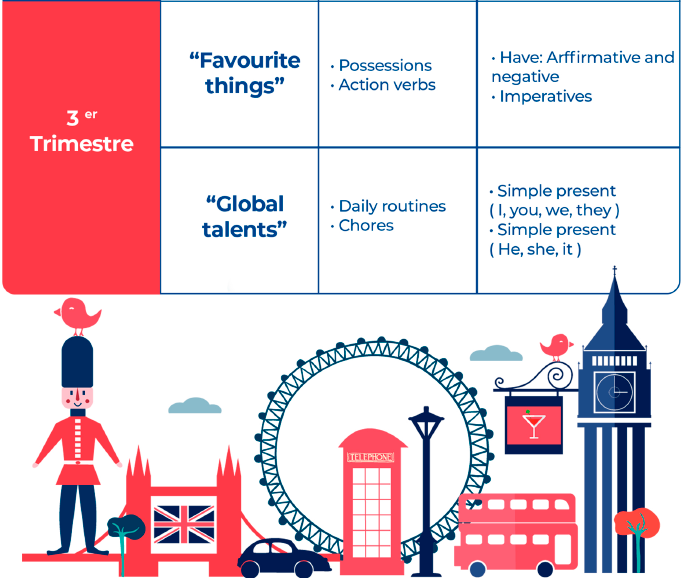 3 er
Trimestre
“Favourite
things”
• Possessions
• Action verbs
• Have: Arffirmative and
negative
• Imperatives
“Global
talents”
• Daily routines
• Chores
• Simple present
( I, you, we, they )
• Simple present
( He, she, it )
TELEPHONE